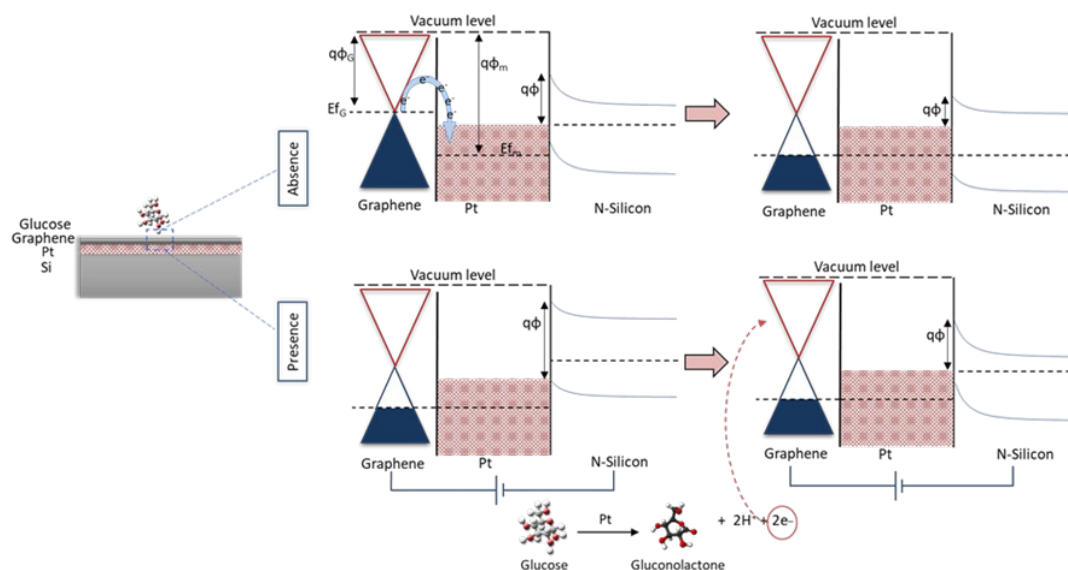 Vacuum level
qϕG
qϕm
e-
e-
e-
e-
e-
EfG
Efm
qϕ
Graphene
Pt
N-Silicon
Vacuum level
qϕ
Graphene
Pt
N-Silicon
Absence
Glucose
Graphene
Pt
Si
Presence
Vacuum level
qϕ
Graphene
Pt
N-Silicon
Vacuum level
qϕ
Graphene
Pt
N-Silicon
Pt
+ 2H+ + 2e-
Glucose
Gluconolactone